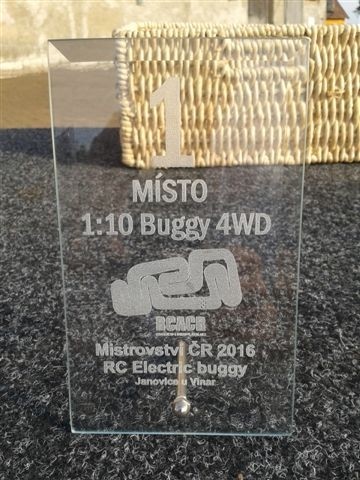 1
MÍSTO
1:10 Buggy 4WD
RCACR
Mistrovství ČR 2016
RC Electric buggy
Janovice u Vinar